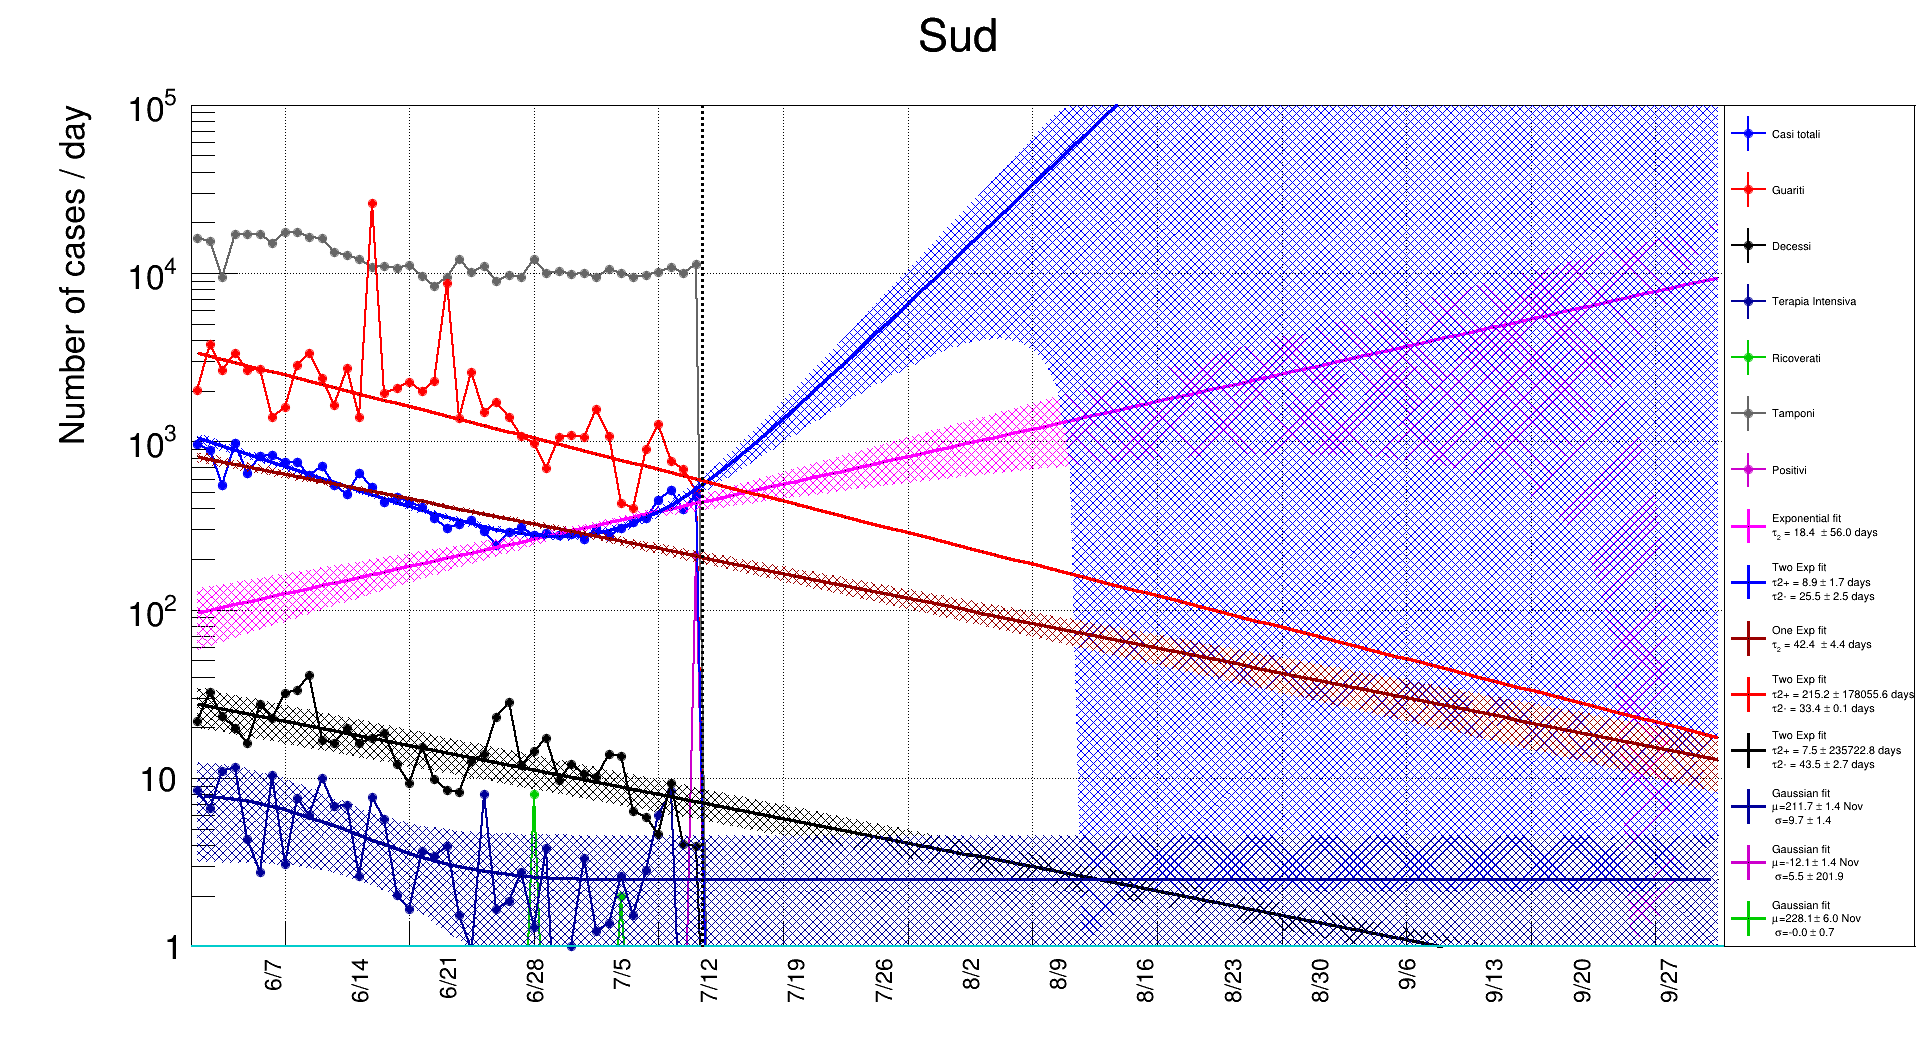 Sud
Number of cases / day
10^5
10^4
10^3
10^2
10
1
6/7
6/14
6/21
6/28
7/5
7/12
7/19
7/26
8/2
8/9
8/16
8/23
8/30
9/6
9/13
9/20
9/27
Casi totali
Guariti
Decessi
Terapia Intensiva
Ricoverati
Tamponi
Positivi
Exponential fit
τ₂ = 18.4 ± 56.0 days
Two Exp fit
τ2+ = 8.9 ± 1.7 days
τ2- = 25.5 ± 2.5 days
One Exp fit
τ₂ = 42.4 ± 4.4 days
Two Exp fit
τ2+ = 215.2 ± 178055.6 days
τ2- = 33.4 ± 0.1 days
Two Exp fit
τ2+ = 7.5 ± 235722.8 days
τ2- = 43.5 ± 2.7 days
Gaussian fit
μ=211.7 ± 1.4 Nov
σ=9.7 ± 1.4
Gaussian fit
μ=-12.1 ± 1.4 Nov
σ=5.5 ± 201.9
Gaussian fit
μ=228.1 ± 6.0 Nov
σ=-0.0 ± 0.7